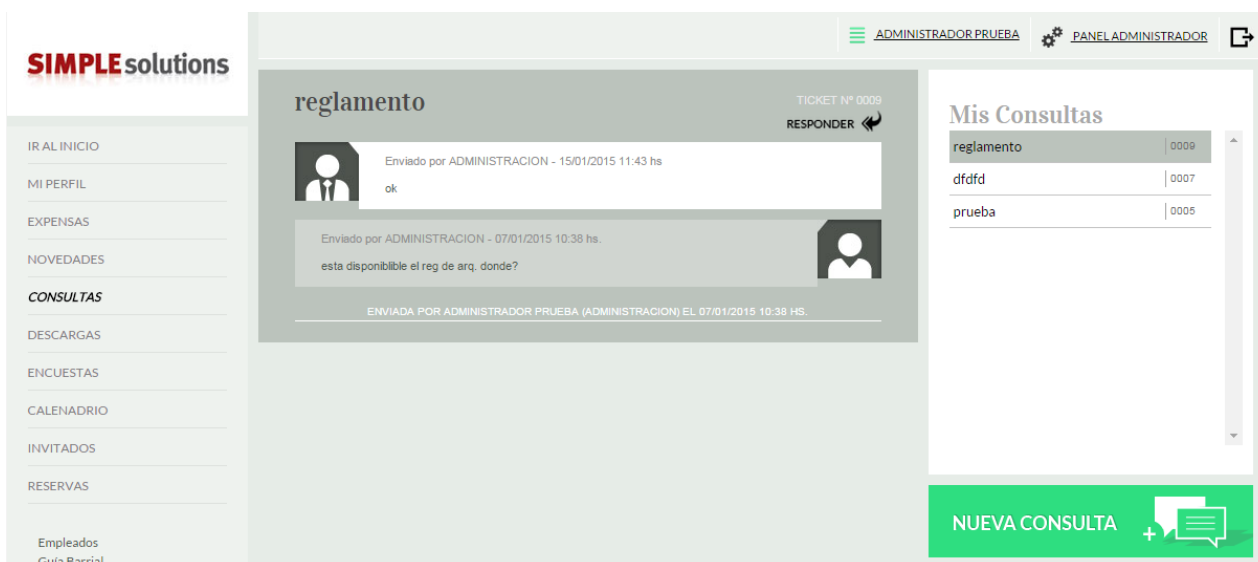 SIMPLE solutions
ADMINISTRADOR PRUEBA
PANEL ADMINISTRADOR
IR AL INICIO
MI PERFIL
EXPENSAS
NOVEDADES
CONSULTAS
DESCARGAS
ENCUESTAS
CALENADRIO
INVITADOS
RESERVAS
Empleados
Guía Barrial
reglamento
TICKET Nº 0009
RESPONDER
Enviado por ADMINISTRACION - 15/01/2015 11:43 hs
ok
Enviado por ADMINISTRACION - 07/01/2015 10:38 hs.
esta disponiblible el reg de arq. donde?
ENVIADA POR ADMINISTRADOR PRUEBA (ADMINISTRACION) EL 07/01/2015 10:38 HS.
Mis Consultas
reglamento 0009
dfdfd 0007
prueba 0005
NUEVA CONSULTA